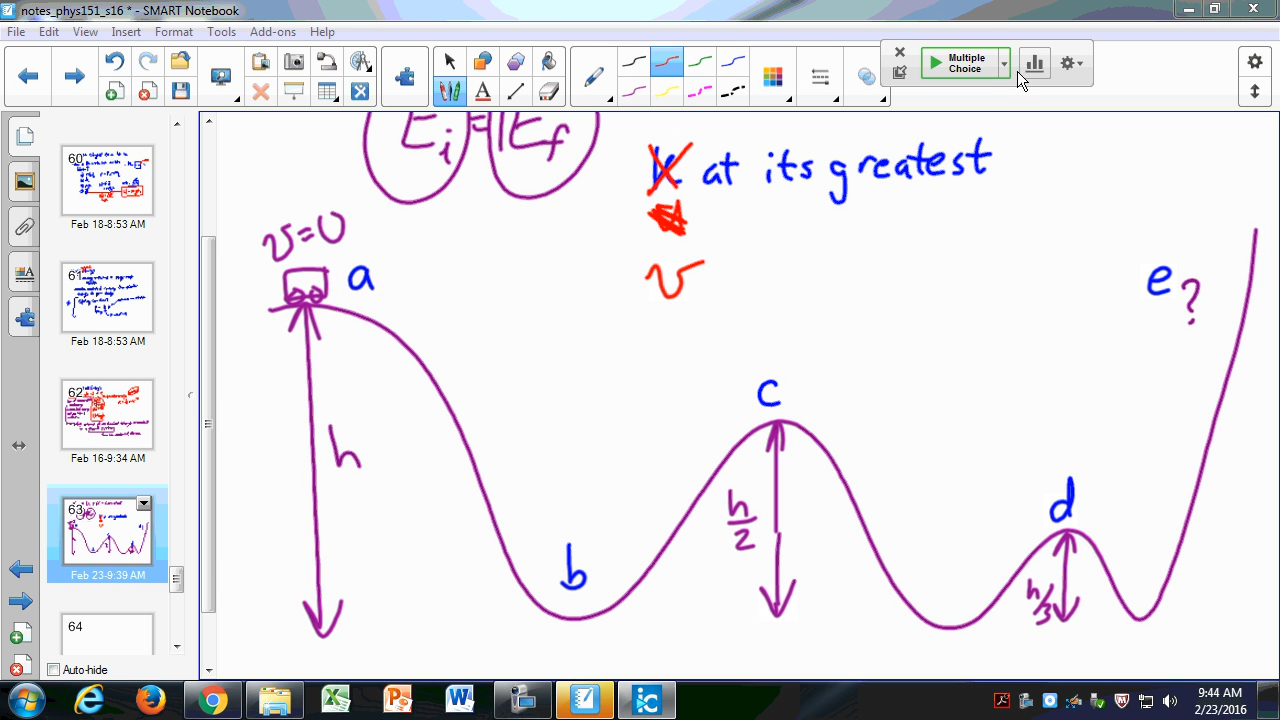 notes_phys151_s16 * - SMART Notebook
File Edit View Insert Format Tools Add-ons Help
Multiple
Choice
60
Feb 18-8:53 AM
61
Feb 18-8:53 AM
62
Feb 16-9:34 AM
63
Feb 23-9:39 AM
64
Auto-hide
Ei = Ef
at its greatest
v
v=0
a
h
b
c
h/2
d
h/3
e ?
9:44 AM
2/23/2016